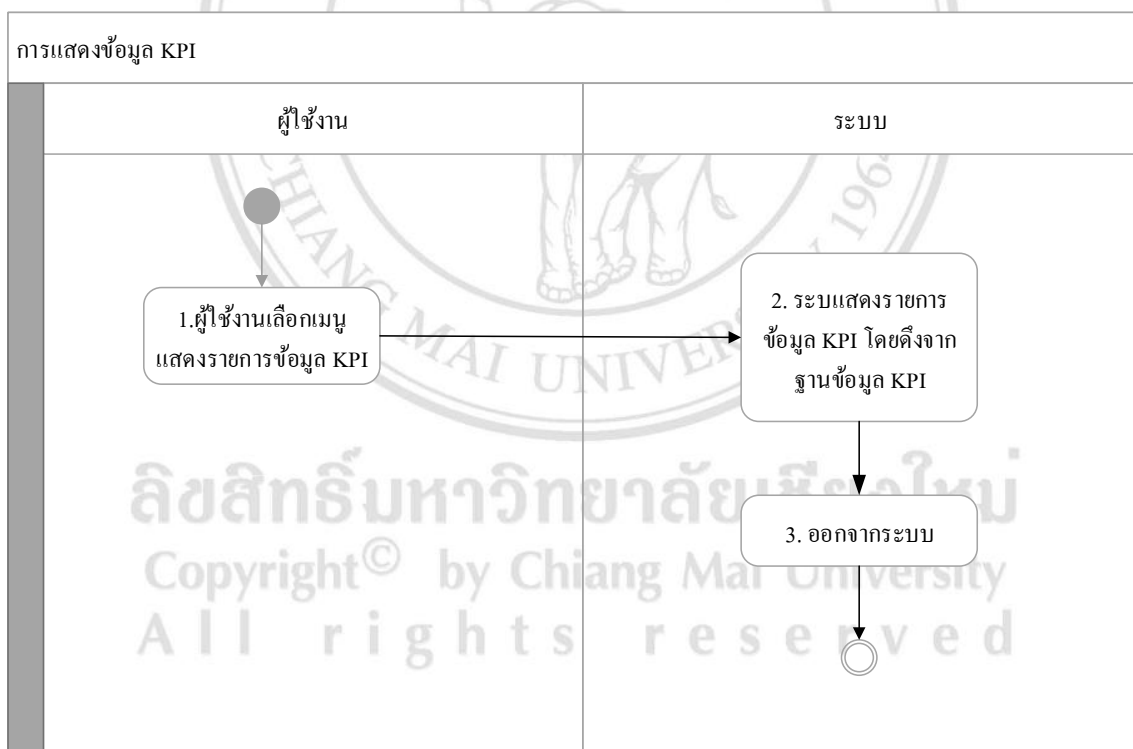 การแสดงข้อมูล KPI
ผู้ใช้งาน
ระบบ
CHIANG MAI UNIVERSITY 1964
1.ผู้ใช้งานเลือกเมนู
แสดงรายการข้อมูล KPI
2. ระบแสดงรายการ
ข้อมูล KPI โดยดึงจาก
ฐานข้อมูล KPI
3. ออกจากระบบ
ลิขสิทธิ์มหาวิทยาลัยเชียงใหม่
Copyright© by Chiang Mai University
All rights reserved